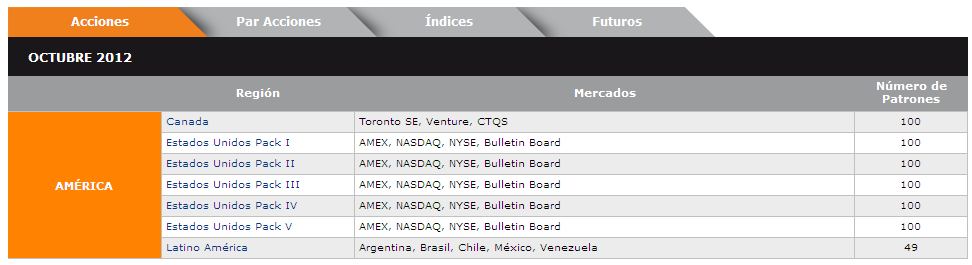 Acciones Par Acciones Índices Futuros
OCTUBRE 2012
Región Mercados Número de
Patrones
Canada Toronto SE, Venture, CTQS 100
Estados Unidos Pack I AMEX, NASDAQ, NYSE, Bulletin Board 100
Estados Unidos Pack II AMEX, NASDAQ, NYSE, Bulletin Board 100
AMÉRICA Estados Unidos Pack III AMEX, NASDAQ, NYSE, Bulletin Board 100
Estados Unidos Pack IV AMEX, NASDAQ, NYSE, Bulletin Board 100
Estados Unidos Pack V AMEX, NASDAQ, NYSE, Bulletin Board 100
Latino América Argentina, Brasil, Chile, México, Venezuela 49